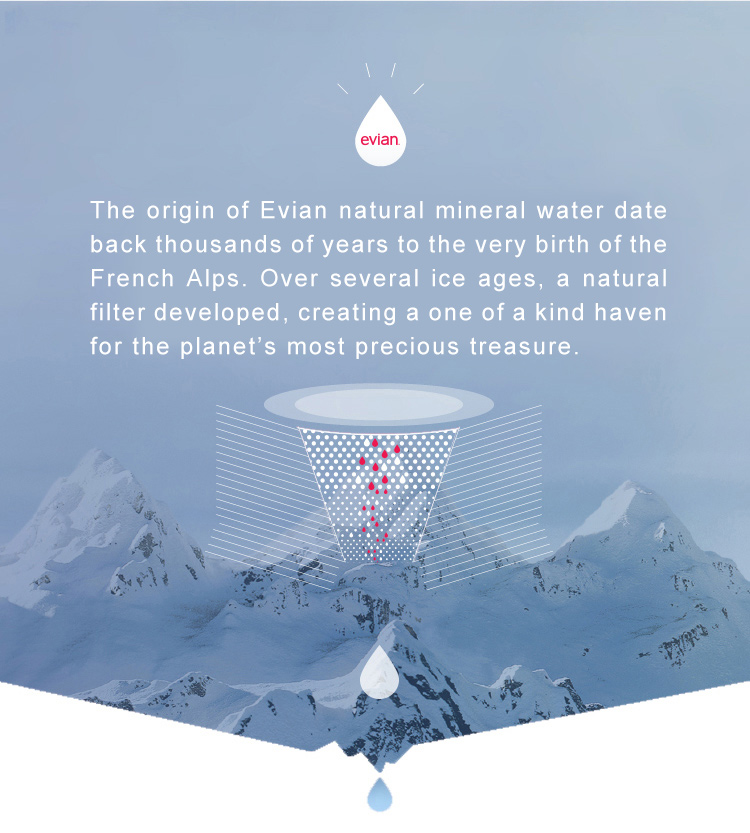 evian.
The origin of Evian natural mineral water date
back thousands of years to the very birth of the
French Alps. Over several ice ages, a natural
filter developed, creating a one of a kind haven
for the planet’s most precious treasure.